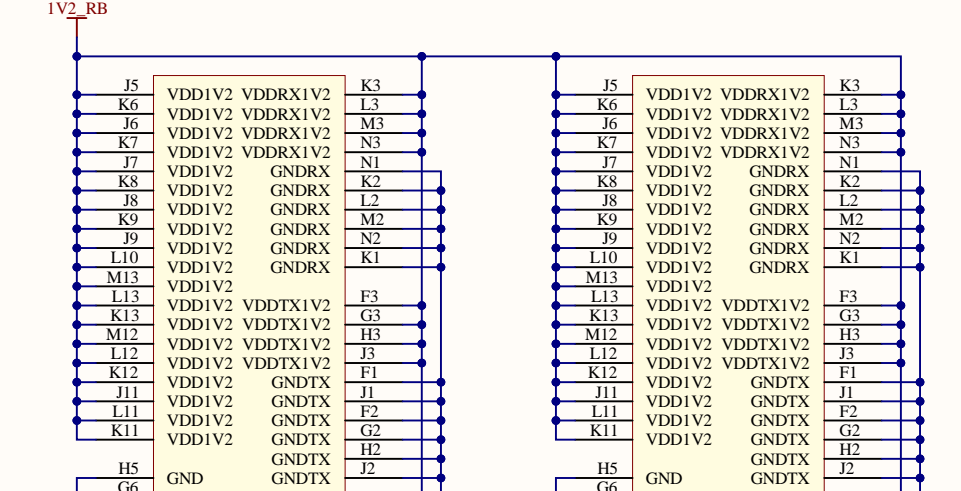 1V2_RB
J5 VDD1V2 VDDRX1V2 K3 J5 VDD1V2 VDDRX1V2 K3
K6 VDD1V2 VDDRX1V2 L3 K6 VDD1V2 VDDRX1V2 L3
J6 VDD1V2 VDDRX1V2 M3 J6 VDD1V2 VDDRX1V2 M3
K7 VDD1V2 VDDRX1V2 N3 K7 VDD1V2 VDDRX1V2 N3
J7 VDD1V2 GNDRX N1 J7 VDD1V2 GNDRX N1
K8 VDD1V2 GNDRX K2 K8 VDD1V2 GNDRX K2
J8 VDD1V2 GNDRX L2 J8 VDD1V2 GNDRX L2
K9 VDD1V2 GNDRX M2 K9 VDD1V2 GNDRX M2
J9 VDD1V2 GNDRX N2 J9 VDD1V2 GNDRX N2
L10 VDD1V2 GNDRX K1 L10 VDD1V2 GNDRX K1
M13 VDD1V2 M13 VDD1V2
L13 VDD1V2 VDDTX1V2 F3 L13 VDD1V2 VDDTX1V2 F3
K13 VDD1V2 VDDTX1V2 G3 K13 VDD1V2 VDDTX1V2 G3
M12 VDD1V2 VDDTX1V2 H3 M12 VDD1V2 VDDTX1V2 H3
L12 VDD1V2 VDDTX1V2 J3 L12 VDD1V2 VDDTX1V2 J3
K12 VDD1V2 GNDTX F1 K12 VDD1V2 GNDTX F1
J11 VDD1V2 GNDTX J1 J11 VDD1V2 GNDTX J1
L11 VDD1V2 GNDTX F2 L11 VDD1V2 GNDTX F2
K11 VDD1V2 GNDTX G2 K11 VDD1V2 GNDTX G2
GNDTX H2 GNDTX H2
H5 GND GNDTX J2 H5 GND GNDTX J2
G6 G6